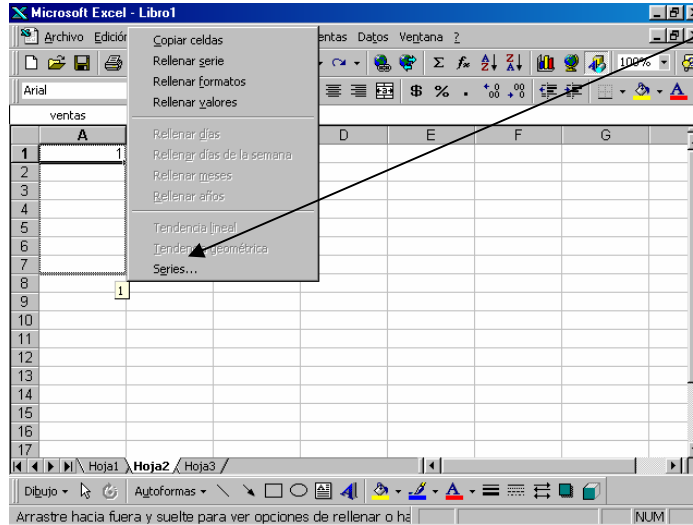 Microsoft Excel - Libro1
Archivo Edición entas Datos Ventana ?
100%
Arial $ %
ventas
A D E F G
Copiar celdas
Rellenar serie
Rellenar formatos
Rellenar valores
Rellenar días
Rellenar días de la semana
Rellenar meses
Rellenar años
Tendencia lineal
Tendencia geométrica
Series...
1 1
2
3
4
5
6
7
8
1
9
10
11
12
13
14
15
16
17
Hoja1 Hoja2 Hoja3
Dibujo Autoformas
Arrastre hacia fuera y suelte para ver opciones de rellenar o ha NUM